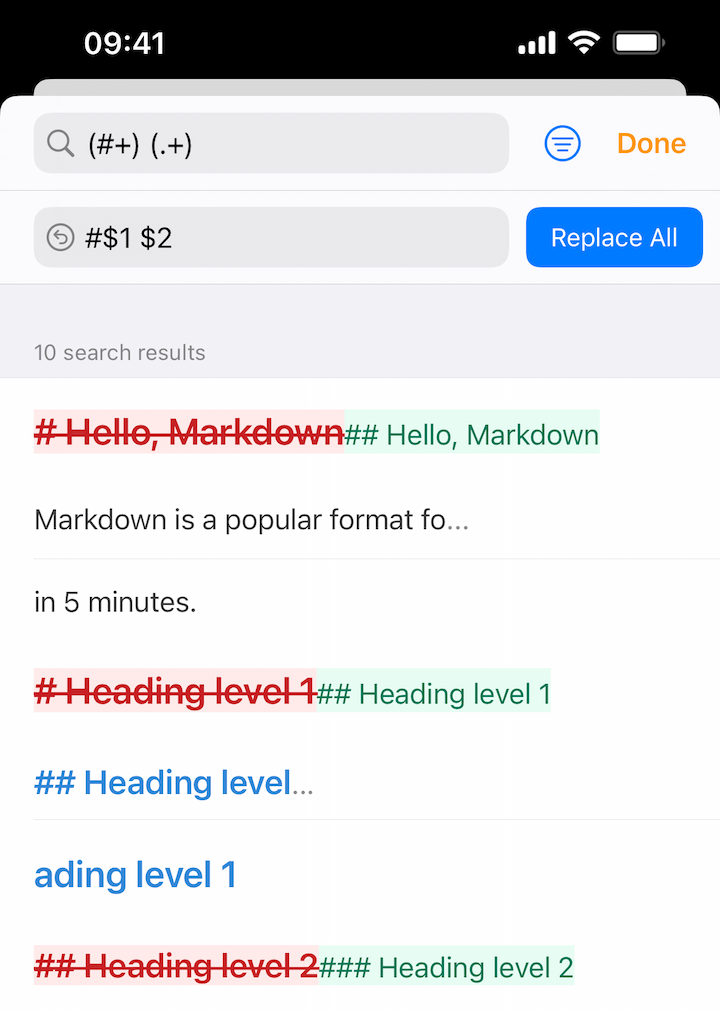 09:41
(#+) (.+)
Done
#$1 $2
Replace All
10 search results
# Hello, Markdown## Hello, Markdown
Markdown is a popular format fo...
in 5 minutes.
# Heading level 1## Heading level 1
## Heading level...
ading level 1
## Heading level 2### Heading level 2